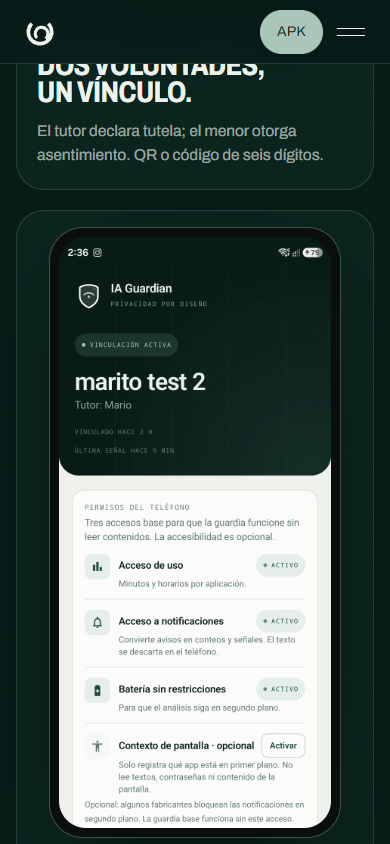 APK
DOS VOLUNTADES,
UN VÍNCULO.
El tutor declara tutela; el menor otorga
asentimiento. QR o código de seis dígitos.
2:36
75
IA Guardian
PRIVACIDAD POR DISEÑO
VINCULACIÓN ACTIVA
marito test 2
Tutor: Mario
VINCULADO HACE 2 H
ÚLTIMA SEÑAL HACE 9 MIN
PERMISOS DEL TELÉFONO
Tres accesos base para que la guardia funcione sin
leer contenidos. La accesibilidad es opcional.
Acceso de uso
ACTIVO
Minutos y horarios por aplicación.
Acceso a notificaciones
ACTIVO
Convierte avisos en conteos y señales. El texto
se descarta en el teléfono.
Batería sin restricciones
ACTIVO
Para que el análisis siga en segundo plano.
Contexto de pantalla · opcional
Activar
Solo registra qué app está en primer plano. No
lee textos, contraseñas ni contenido de la
pantalla.
Opcional: algunos fabricantes bloquean las notificaciones en
segundo plano. La guardia base funciona sin este acceso.